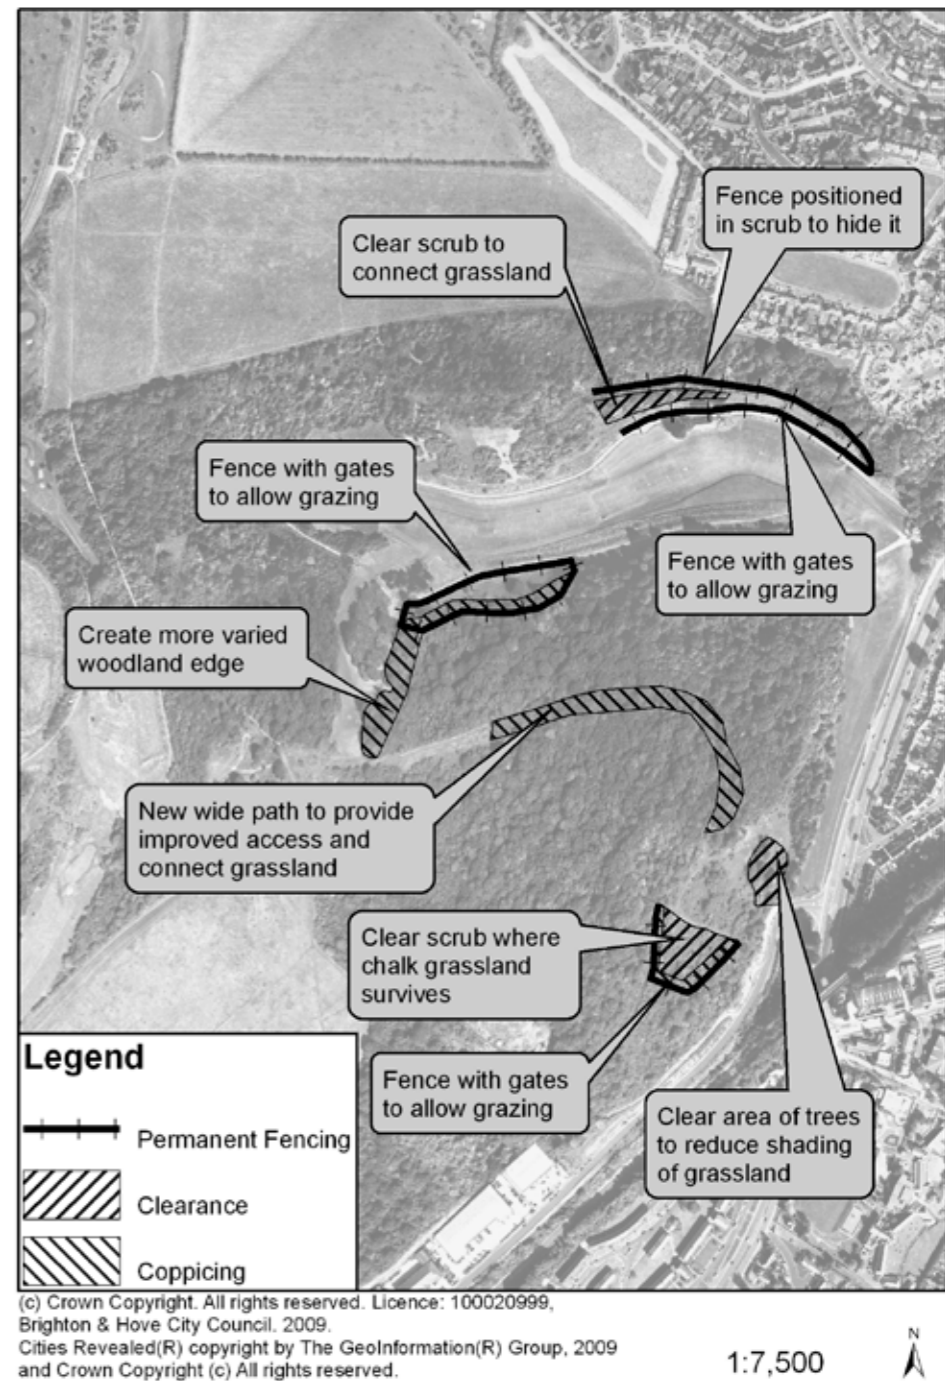 Fence positioned
in scrub to hide it
Clear scrub to
connect grassland
Fence with gates
to allow grazing
Fence with gates
to allow grazing
Create more varied
woodland edge
New wide path to provide
improved access and
connect grassland
Clear scrub where
chalk grassland
survives
Fence with gates
to allow grazing
Clear area of trees
to reduce shading
of grassland
Legend
Permanent Fencing
Clearance
Coppicing
(c) Crown Copyright. All rights reserved. Licence: 100020999,
Brighton & Hove City Council. 2009.
Cities Revealed(R) copyright by The GeoInformation(R) Group, 2009
and Crown Copyright (c) All rights reserved.
1:7,500
N